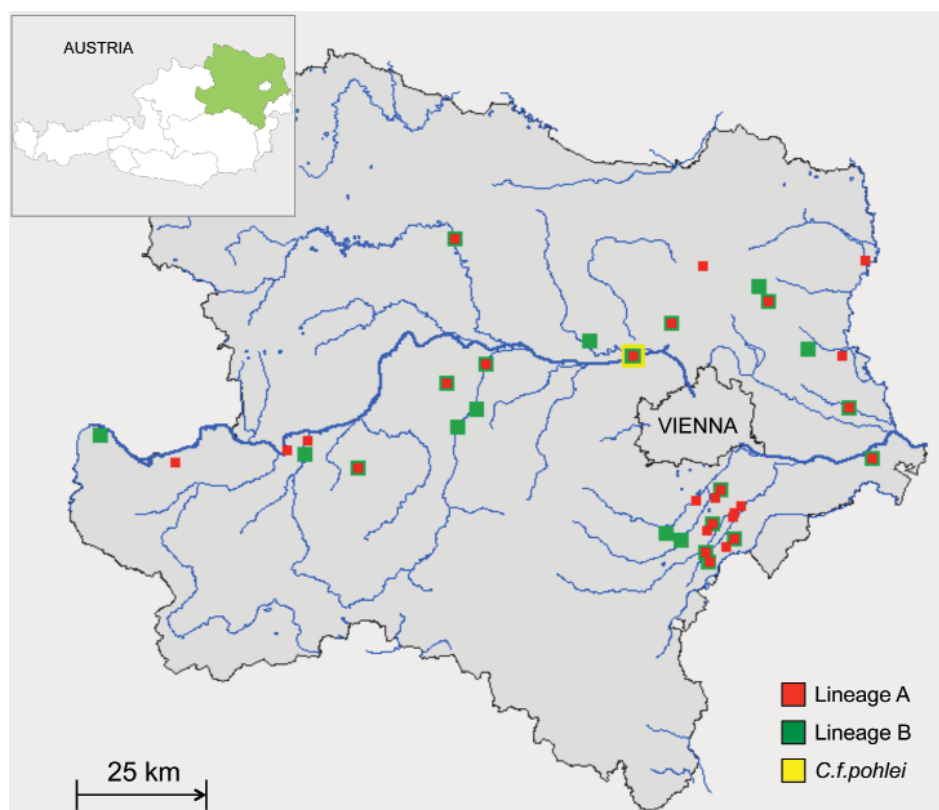 AUSTRIA
VIENNA
Lineage A
Lineage B
C.f.pohlei
25 km